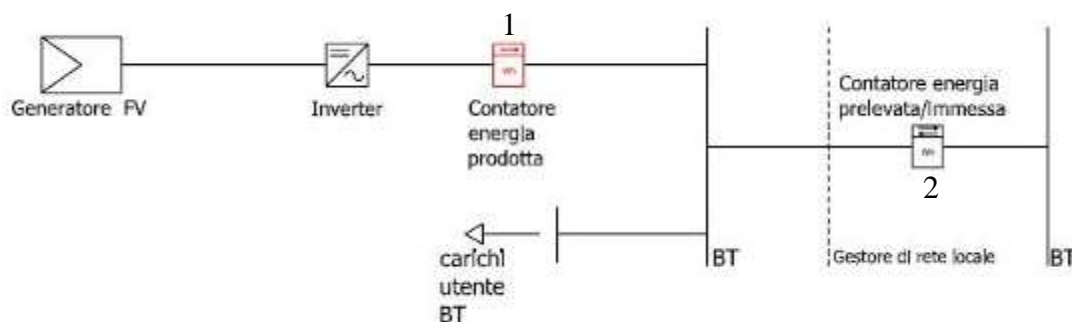 1
Generatore FV
Inverter
Contatore
energia
prodotta
Contatore energia
prelevata/immessa
2
carichi
utente
BT
BT
Gestore di rete locale
BT